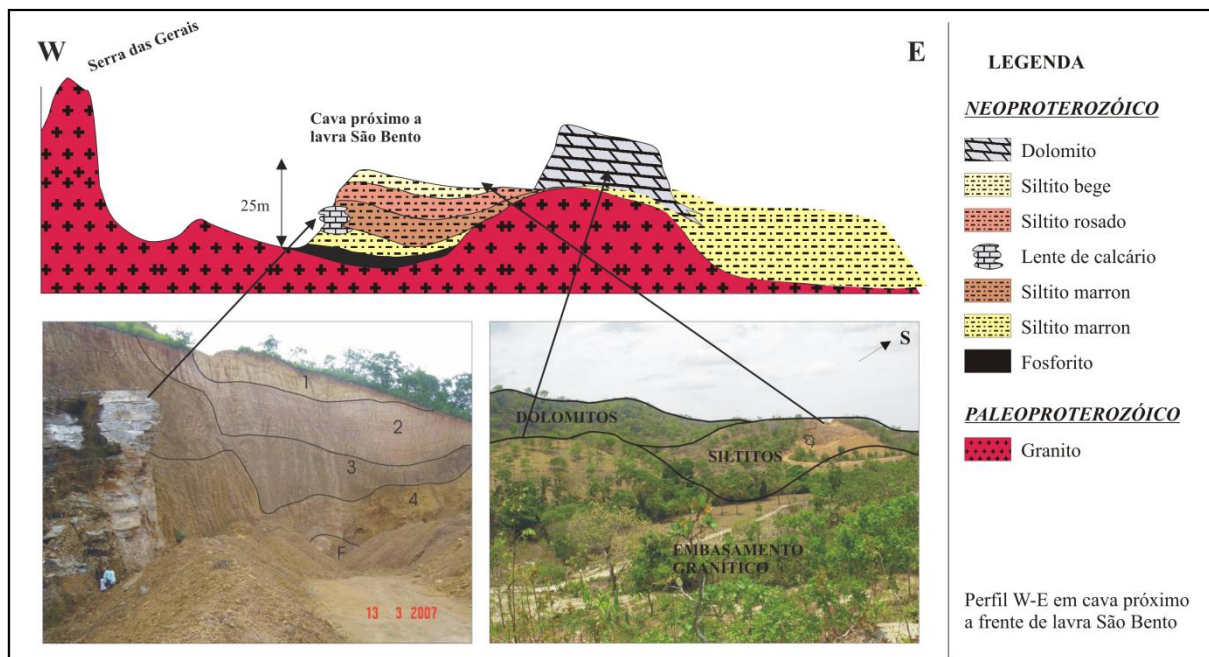 W
Serra das Gerais
E
Cava próximo a
lavra São Bento
25m
1
2
3
4
F
13 3 2007
S
DOLOMITOS
SILTITOS
EMBASAMENTO
GRANÍTICO
LEGENDA
NEOPROTEROZÓICO
Dolomito
Siltito bege
Siltito rosado
Lente de calcário
Siltito marron
Siltito marron
Fosforito
PALEOPROTEROZÓICO
Granito
Perfil W-E em cava próximo
a frente de lavra São Bento